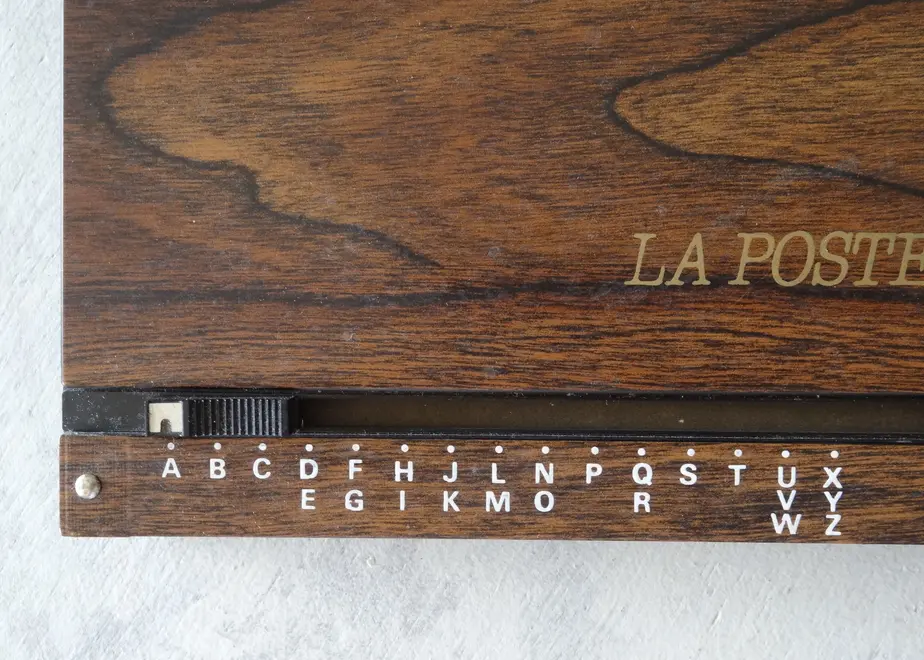 LA POSTE
A B C D F H J L N P Q S T U X
E G I K M O R V Y
W Z